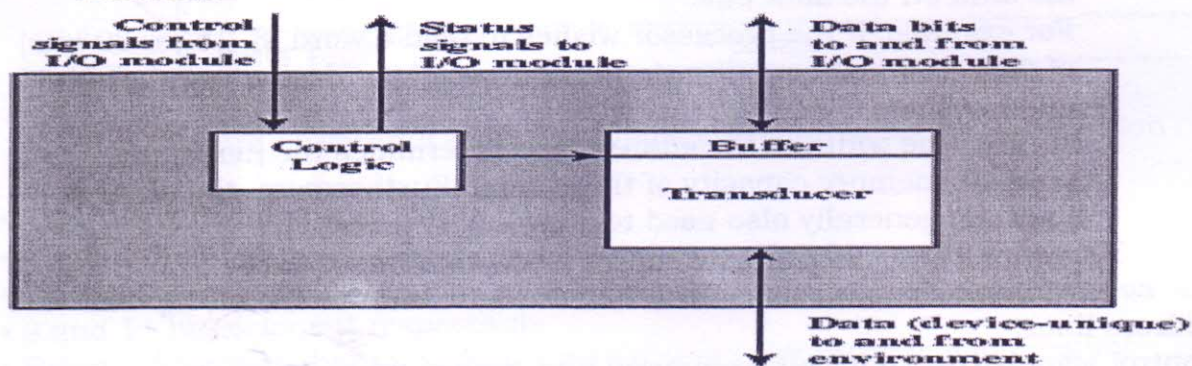 Control
signals from
I/O module
Status
signals to
I/O module
Data bits
to and from
I/O module
Control
Logic
Buffer
Transducer
Data (device-unique)
to and from
environment